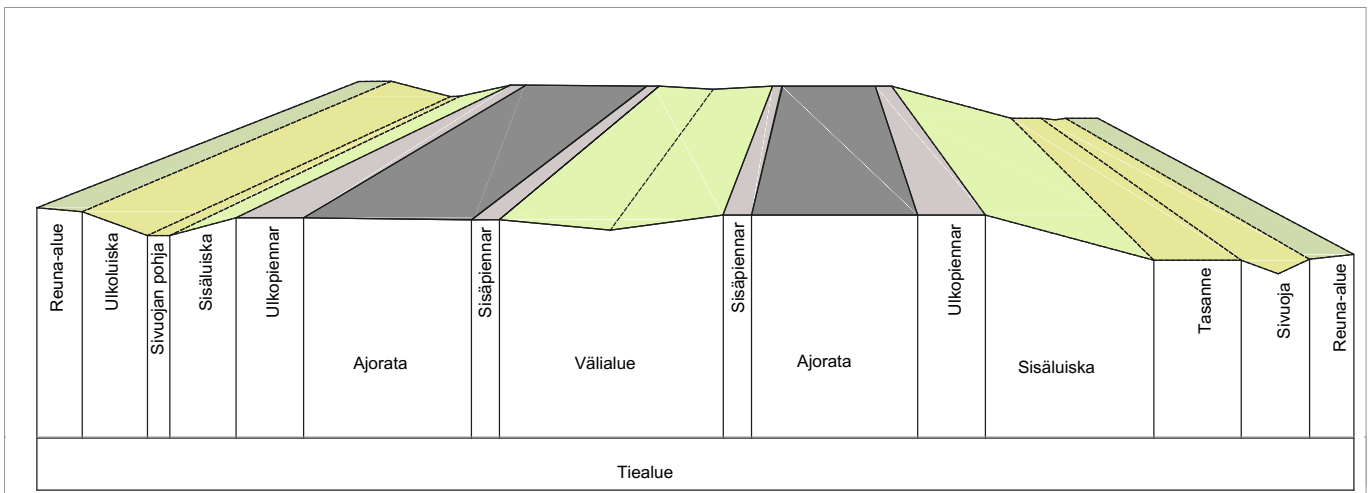 Reuna-alue
Ulkoluiska
Sivuojan pohja
Sisäluiska
Ulkopiennar
Ajorata
Sisäpiennar
Välialue
Sisäpiennar
Ajorata
Ulkopiennar
Sisäluiska
Tasanne
Sivuoja
Reuna-alue
Tiealue